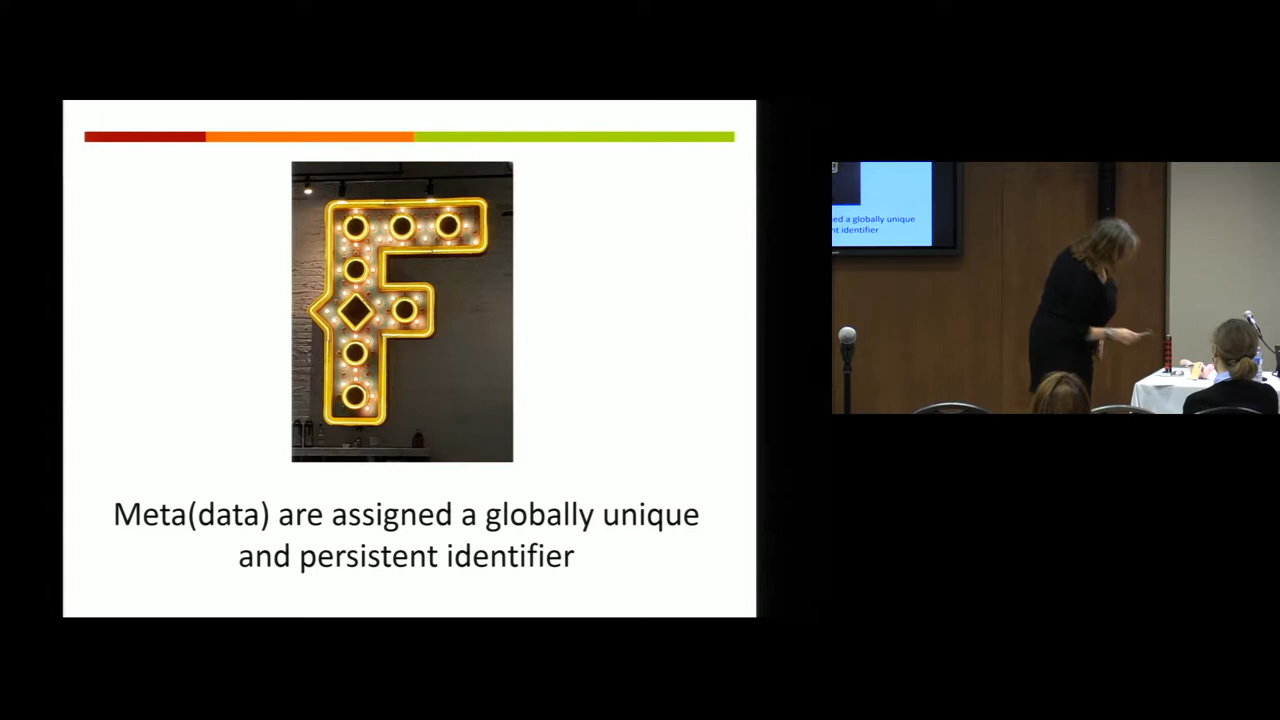 F
Meta(data) are assigned a globally unique
and persistent identifier
ed a globally unique
nt identifier